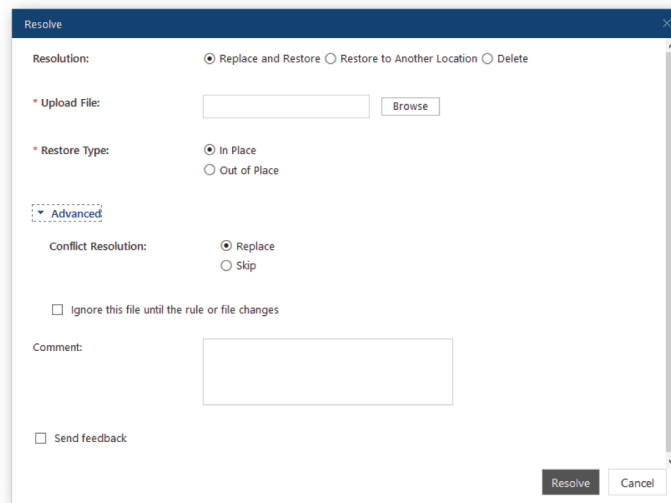 Resolve
Resolution: Replace and Restore Restore to Another Location Delete
* Upload File: Browse
* Restore Type: In Place
Out of Place
Advanced
Conflict Resolution: Replace
Skip
Ignore this file until the rule or file changes
Comment:
Send feedback
Resolve Cancel